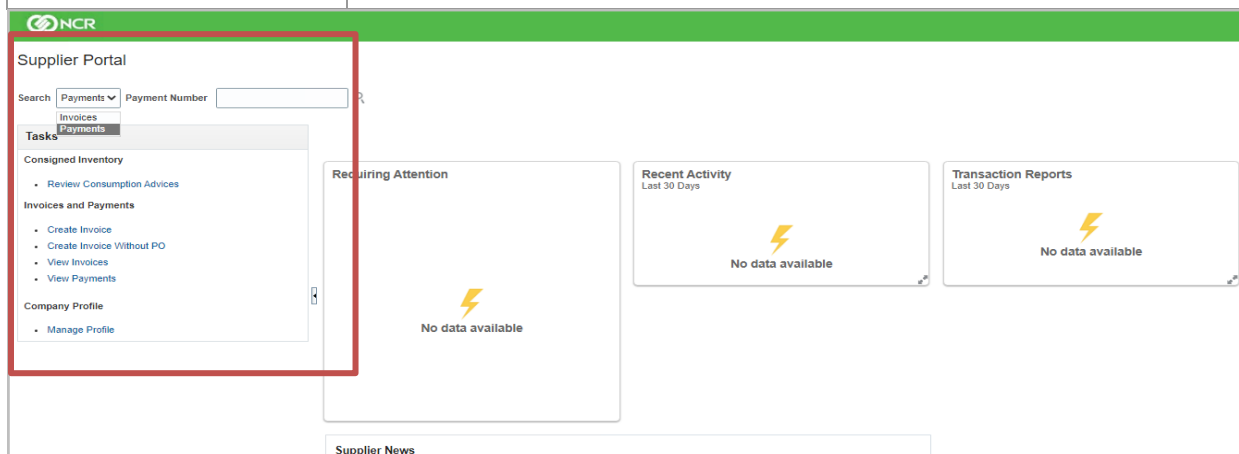 NCR
Supplier Portal
Search Payments Payment Number
Invoices
Payments
Tasks
Consigned Inventory
Review Consumption Advices
Invoices and Payments
Create Invoice
Create Invoice Without PO
View Invoices
View Payments
Company Profile
Manage Profile
Requiring Attention
No data available
Recent Activity
Last 30 Days
No data available
Transaction Reports
Last 30 Days
No data available
Supplier News